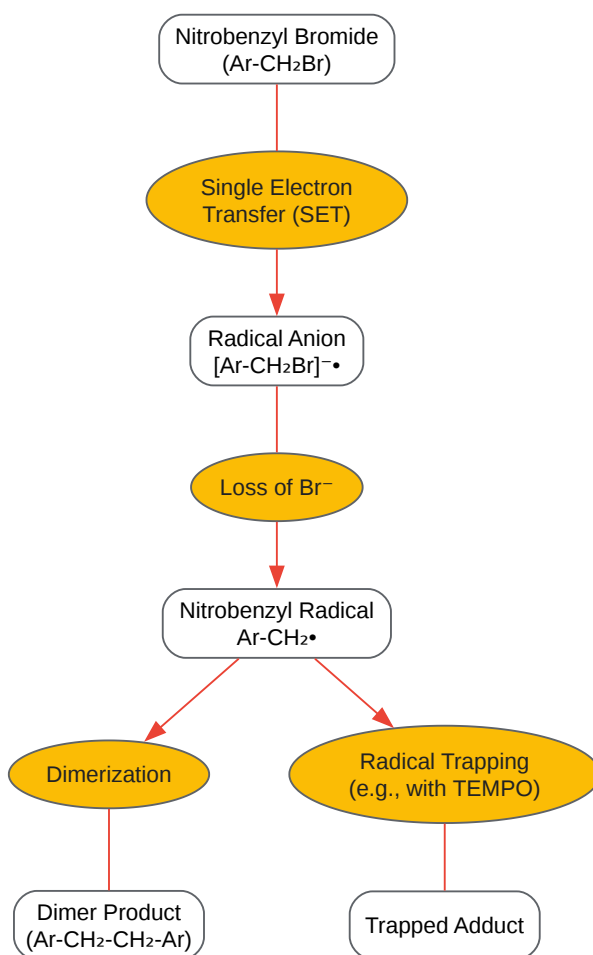 Nitrobenzyl Bromide
(Ar-CH₂Br)
Single Electron
Transfer (SET)
Radical Anion
[Ar-CH₂Br]⁻•
Loss of Br⁻
Nitrobenzyl Radical
Ar-CH₂•
Dimerization
Radical Trapping
(e.g., with TEMPO)
Dimer Product
(Ar-CH₂-CH₂-Ar)
Trapped Adduct